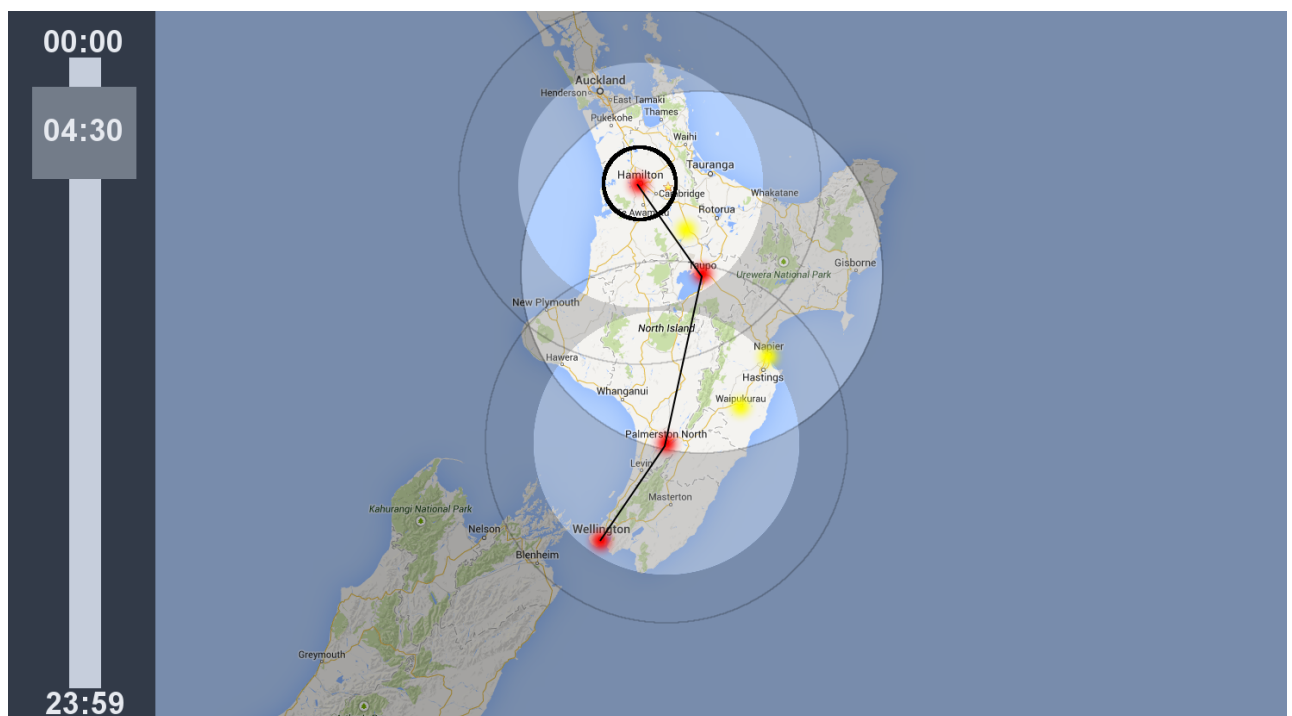 00:00
04:30
23:59
Auckland
Henderson
East Tamaki
Pukekohe
Thames
Waihi
Tauranga
Hamilton
Cambridge
Whakatane
Te Awamutu
Rotorua
Taupo
Urewera National Park
Gisborne
New Plymouth
North Island
Napier
Hawera
Hastings
Whanganui
Waipukurau
Palmerston North
Levin
Masterton
Kahurangi National Park
Nelson
Wellington
Blenheim
Greymouth